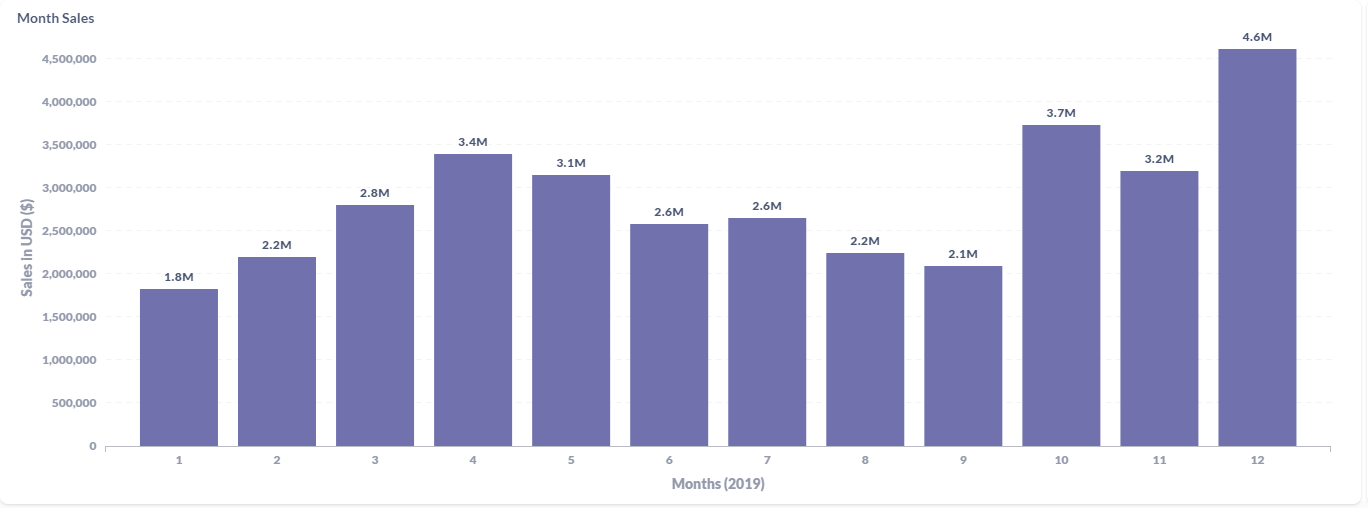 Month Sales
4.6M
4,500,000
4,000,000
3.7M
3,500,000
3.4M
3.2M
3.1M
3,000,000
2.8M
2.6M
2.6M
2,500,000
2.2M
2.2M
2.1M
2,000,000
1.8M
1,500,000
1,000,000
500,000
0
Sales in USD ($)
1 2 3 4 5 6 7 8 9 10 11 12
Months (2019)